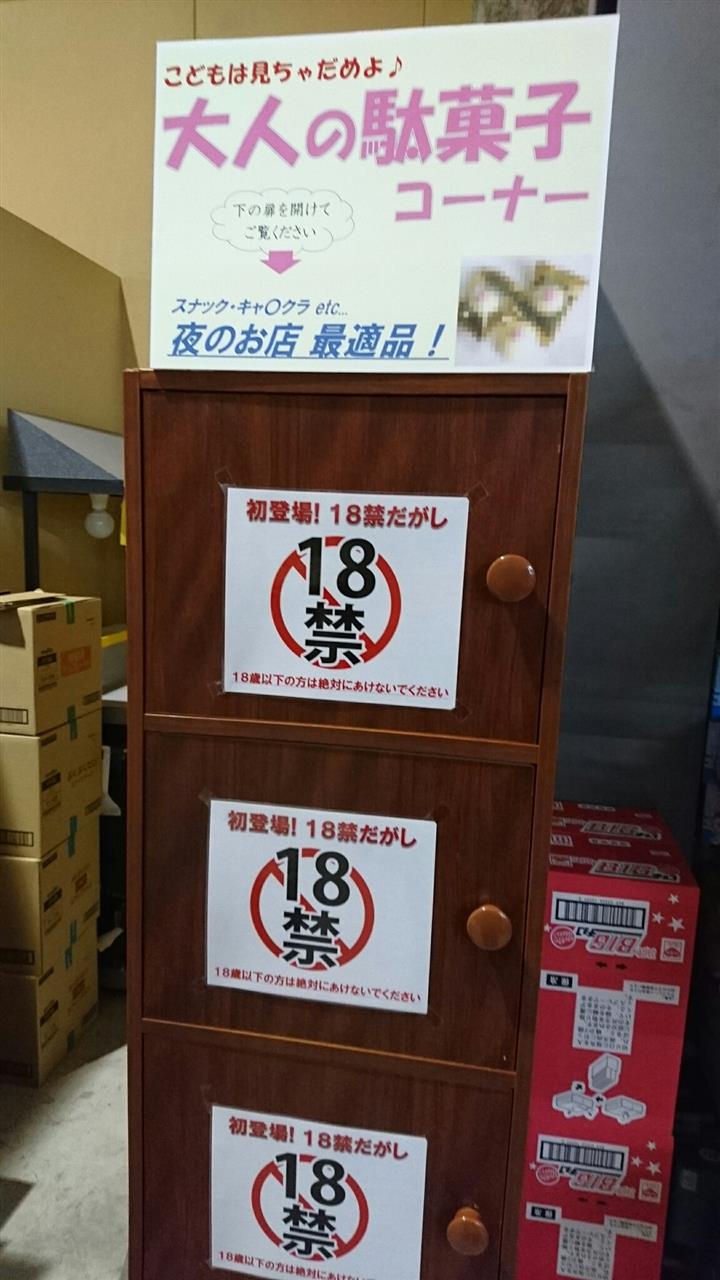 こどもは見ちゃだめよ♪
大人の駄菓子
コーナー
下の扉を開けて
ご覧ください
スナック・キャ〇クラ etc...
夜のお店 最適品！
初登場! 18禁だがし
18
禁
18歳以下の方は絶対にあけないでください
初登場! 18禁だがし
18
禁
18歳以下の方は絶対にあけないでください
初登場! 18禁だがし
18
禁
18歳以下の方は絶対にあけないでください
BIG
チョコ
BIG
チョコ